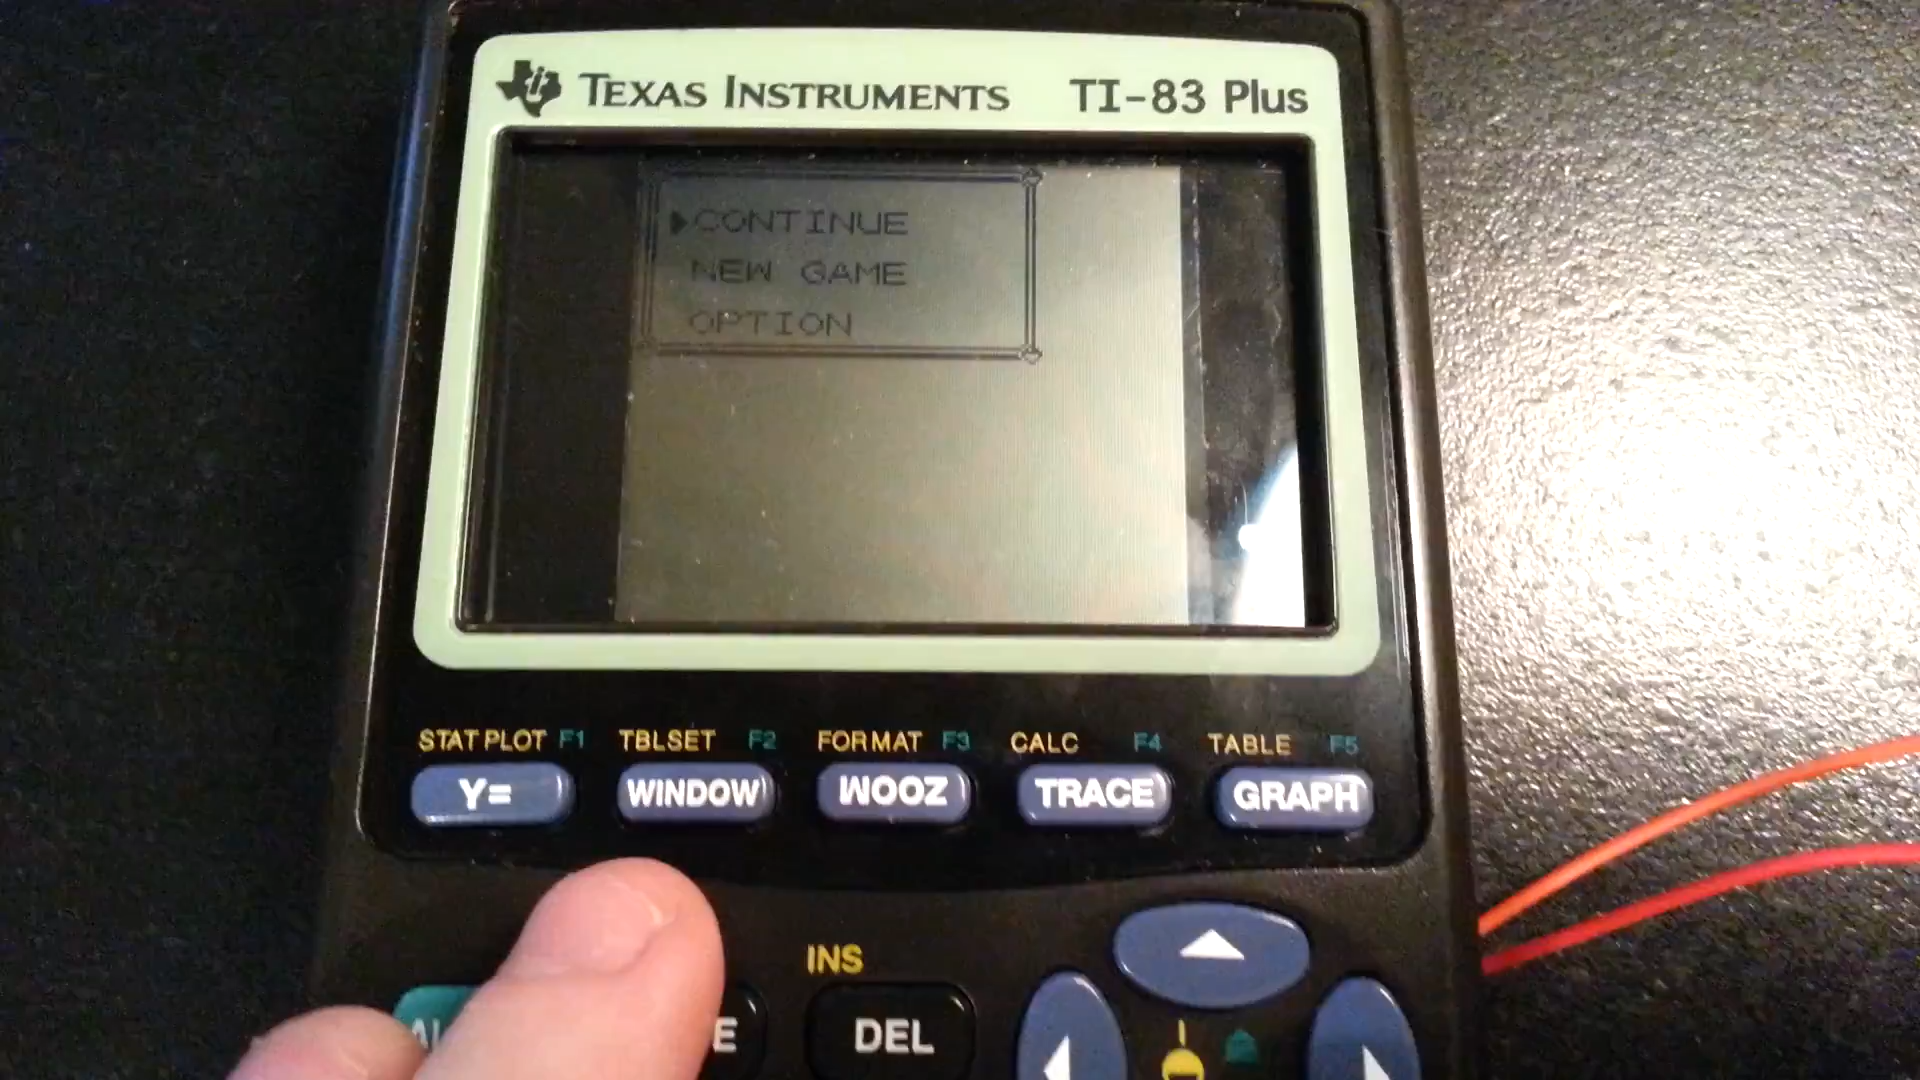 TEXAS INSTRUMENTS TI-83 Plus
CONTINUE
NEW GAME
OPTION
STAT PLOT F1 TBLSET F2 FORMAT F3 CALC F4 TABLE F5
Y= WINDOW ZOOM TRACE GRAPH
INS
DEL